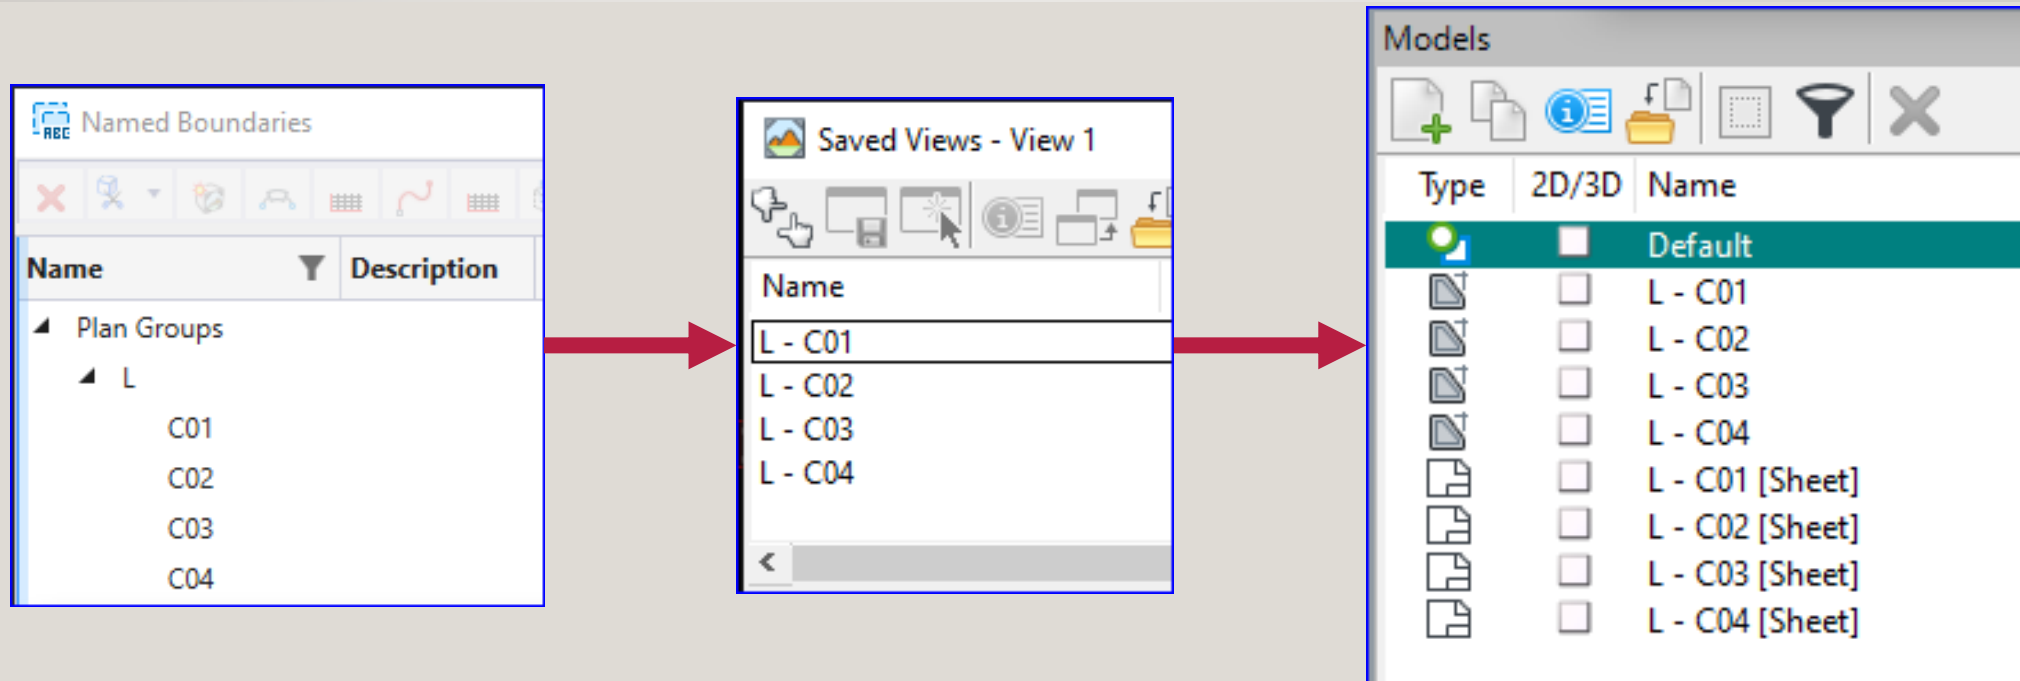 Named Boundaries
ABC
Name Description
Plan Groups
L
C01
C02
C03
C04
Saved Views - View 1
Name
L - C01
L - C02
L - C03
L - C04
Models
Type 2D/3D Name
Default
L - C01
L - C02
L - C03
L - C04
L - C01 [Sheet]
L - C02 [Sheet]
L - C03 [Sheet]
L - C04 [Sheet]